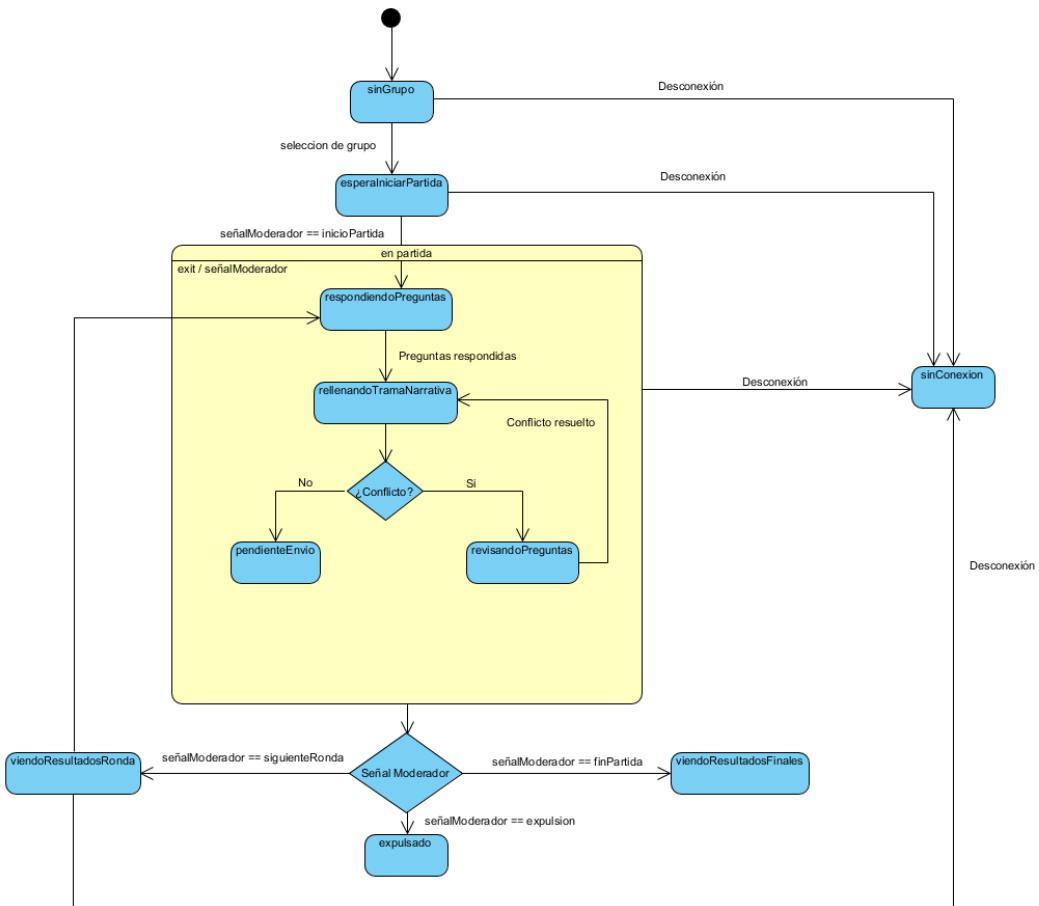 sinGrupo
Desconexión
seleccion de grupo
esperaIniciarPartida
Desconexión
señalModerador == inicioPartida
en partida
exit / señalModerador
respondiendoPreguntas
Preguntas respondidas
rellenandoTramaNarrativa
Desconexión
sinConexion
Conflicto resuelto
¿Conflicto?
No
Si
pendienteEnvio
revisandoPreguntas
Desconexión
viendoResultadosRonda
señalModerador == siguienteRonda
Señal Moderador
señalModerador == finPartida
viendoResultadosFinales
señalModerador == expulsion
expulsado